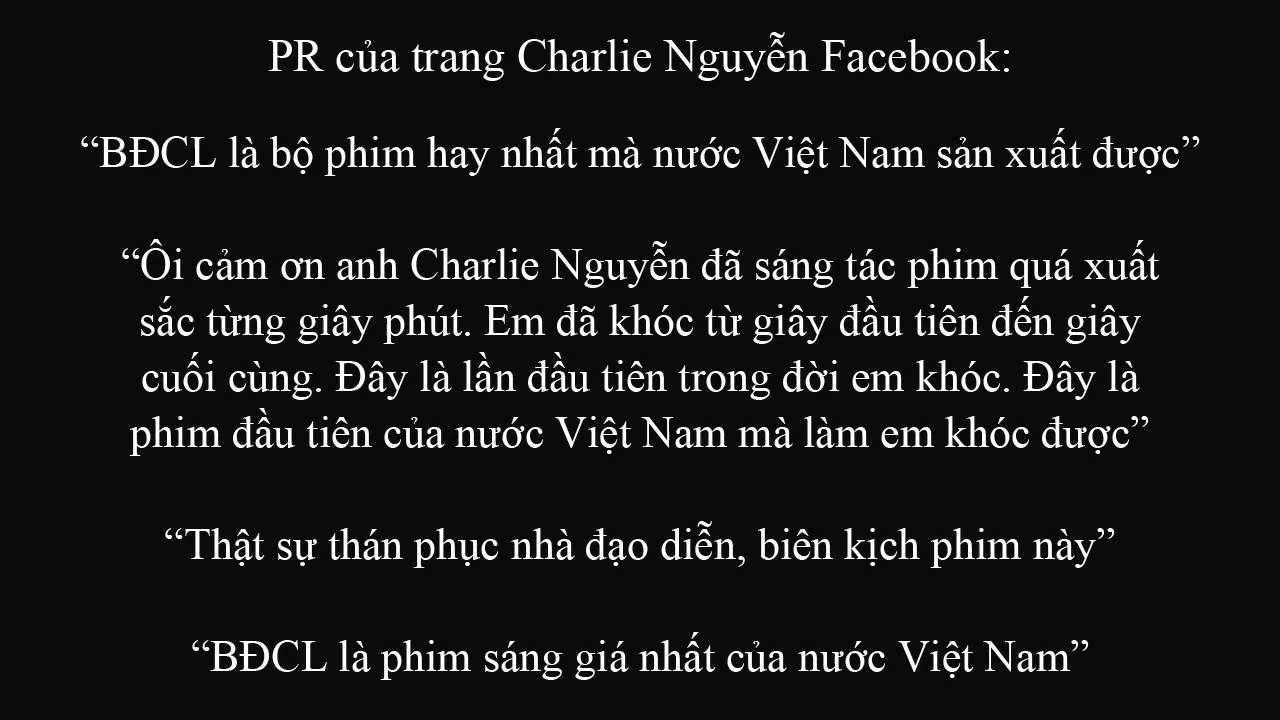 PR của trang Charlie Nguyễn Facebook:
“BĐCL là bộ phim hay nhất mà nước Việt Nam sản xuất được”
“Ôi cảm ơn anh Charlie Nguyễn đã sáng tác phim quá xuất
sắc từng giây phút. Em đã khóc từ giây đầu tiên đến giây
cuối cùng. Đây là lần đầu tiên trong đời em khóc. Đây là
phim đầu tiên của nước Việt Nam mà làm em khóc được”
“Thật sự thán phục nhà đạo diễn, biên kịch phim này”
“BĐCL là phim sáng giá nhất của nước Việt Nam”